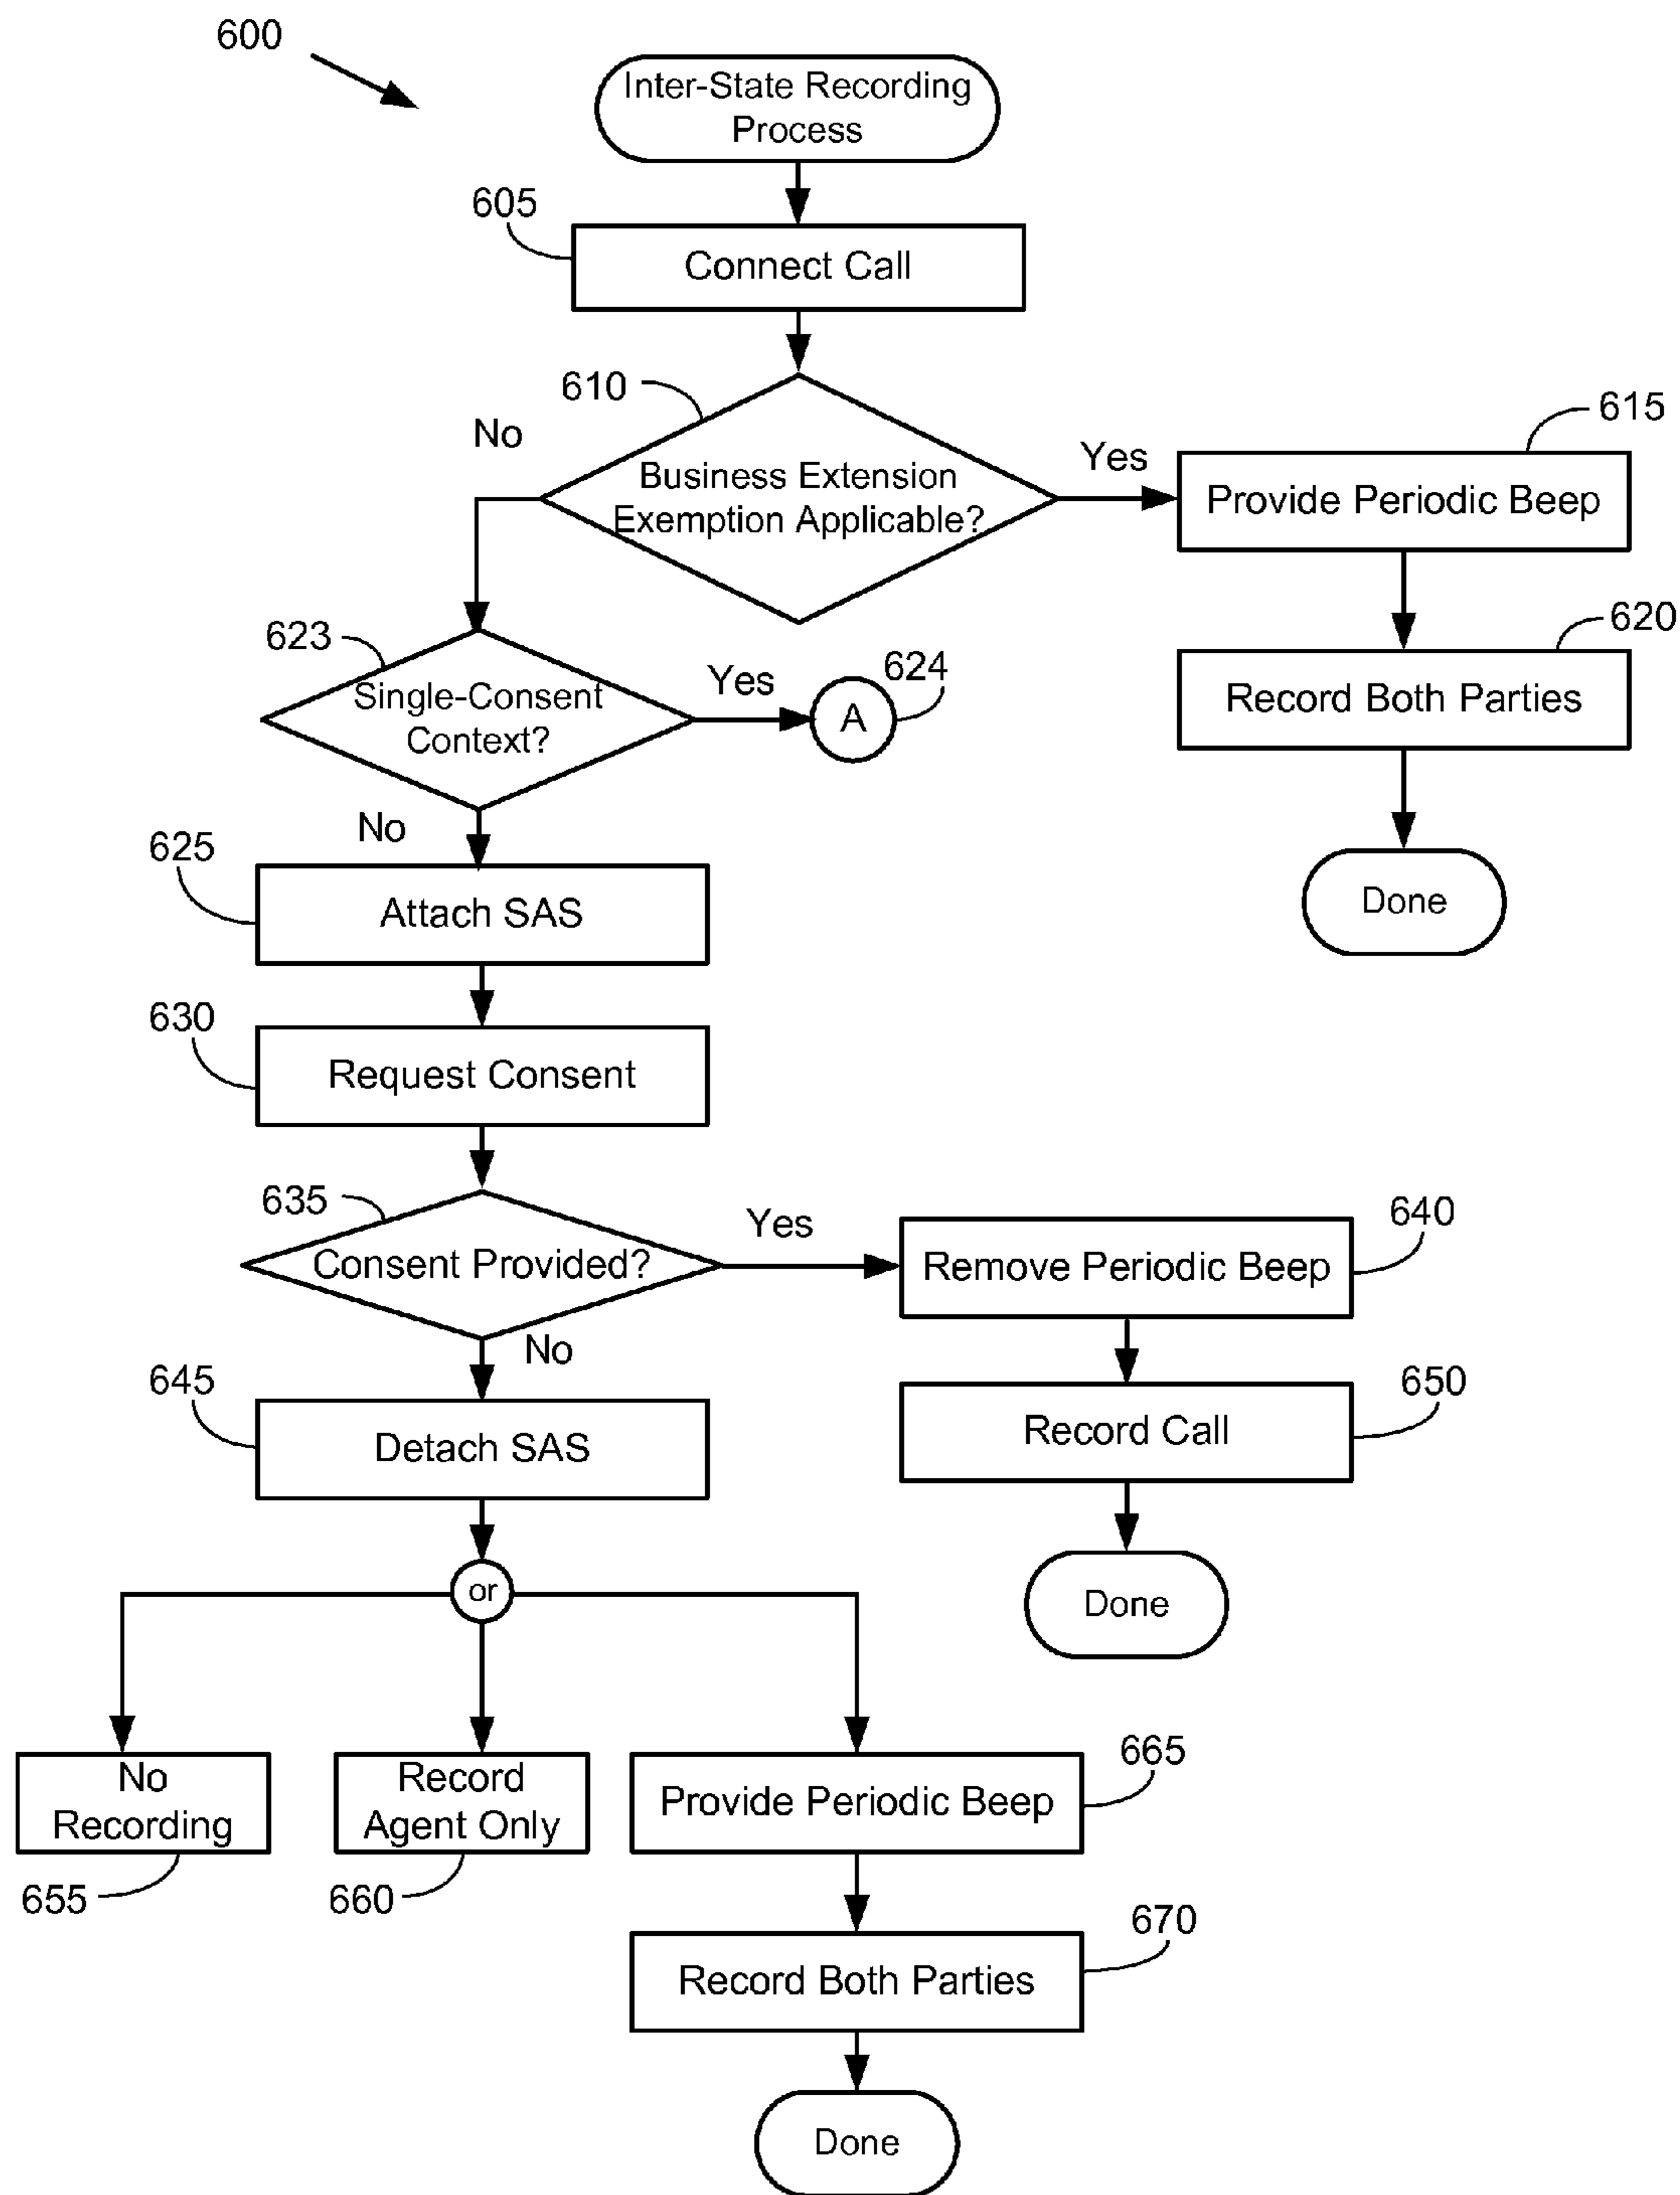 600
Inter-State Recording
Process
605
Connect Call
610
No
Business Extension
Exemption Applicable?
Yes
615
Provide Periodic Beep
620
Record Both Parties
Done
623
Single-Consent
Context?
Yes
624
A
No
625
Attach SAS
630
Request Consent
635
Consent Provided?
Yes
640
Remove Periodic Beep
650
Record Call
Done
No
645
Detach SAS
or
No
Recording
655
Record
Agent Only
660
665
Provide Periodic Beep
670
Record Both Parties
Done